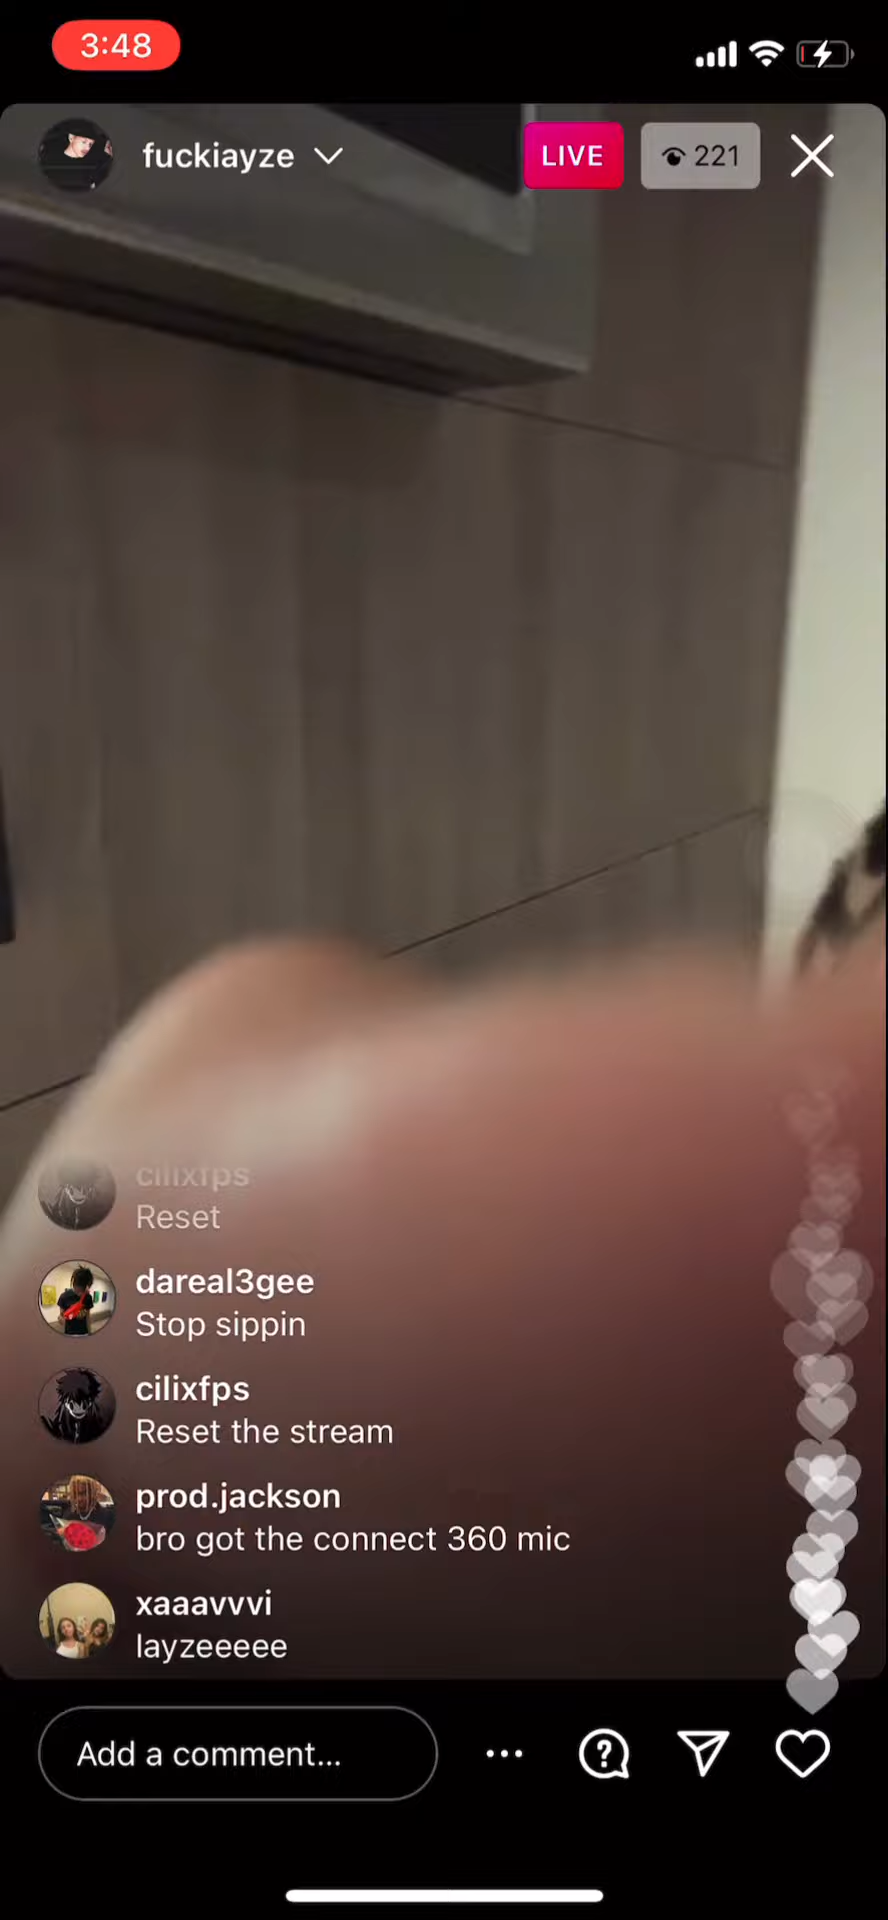 3:48
fuckiayze
LIVE
221
cilixfps
Reset
dareal3gee
Stop sippin
cilixfps
Reset the stream
prod.jackson
bro got the connect 360 mic
xaaavvvi
layzeeeee
Add a comment...